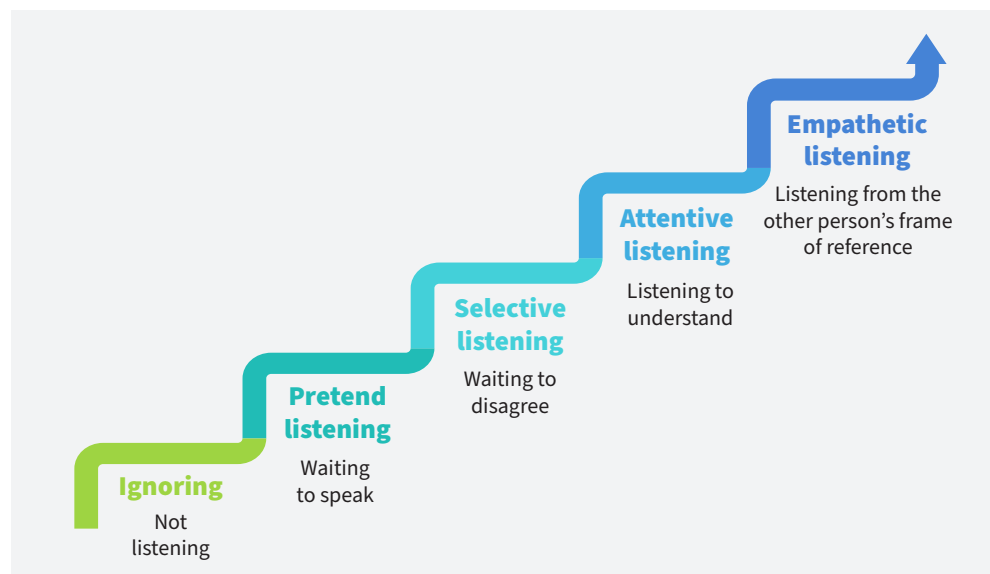 Ignoring
Not
listening
Pretend
listening
Waiting
to speak
Selective
listening
Waiting to
disagree
Attentive
listening
Listening to
understand
Empathetic
listening
Listening from the
other person’s frame
of reference